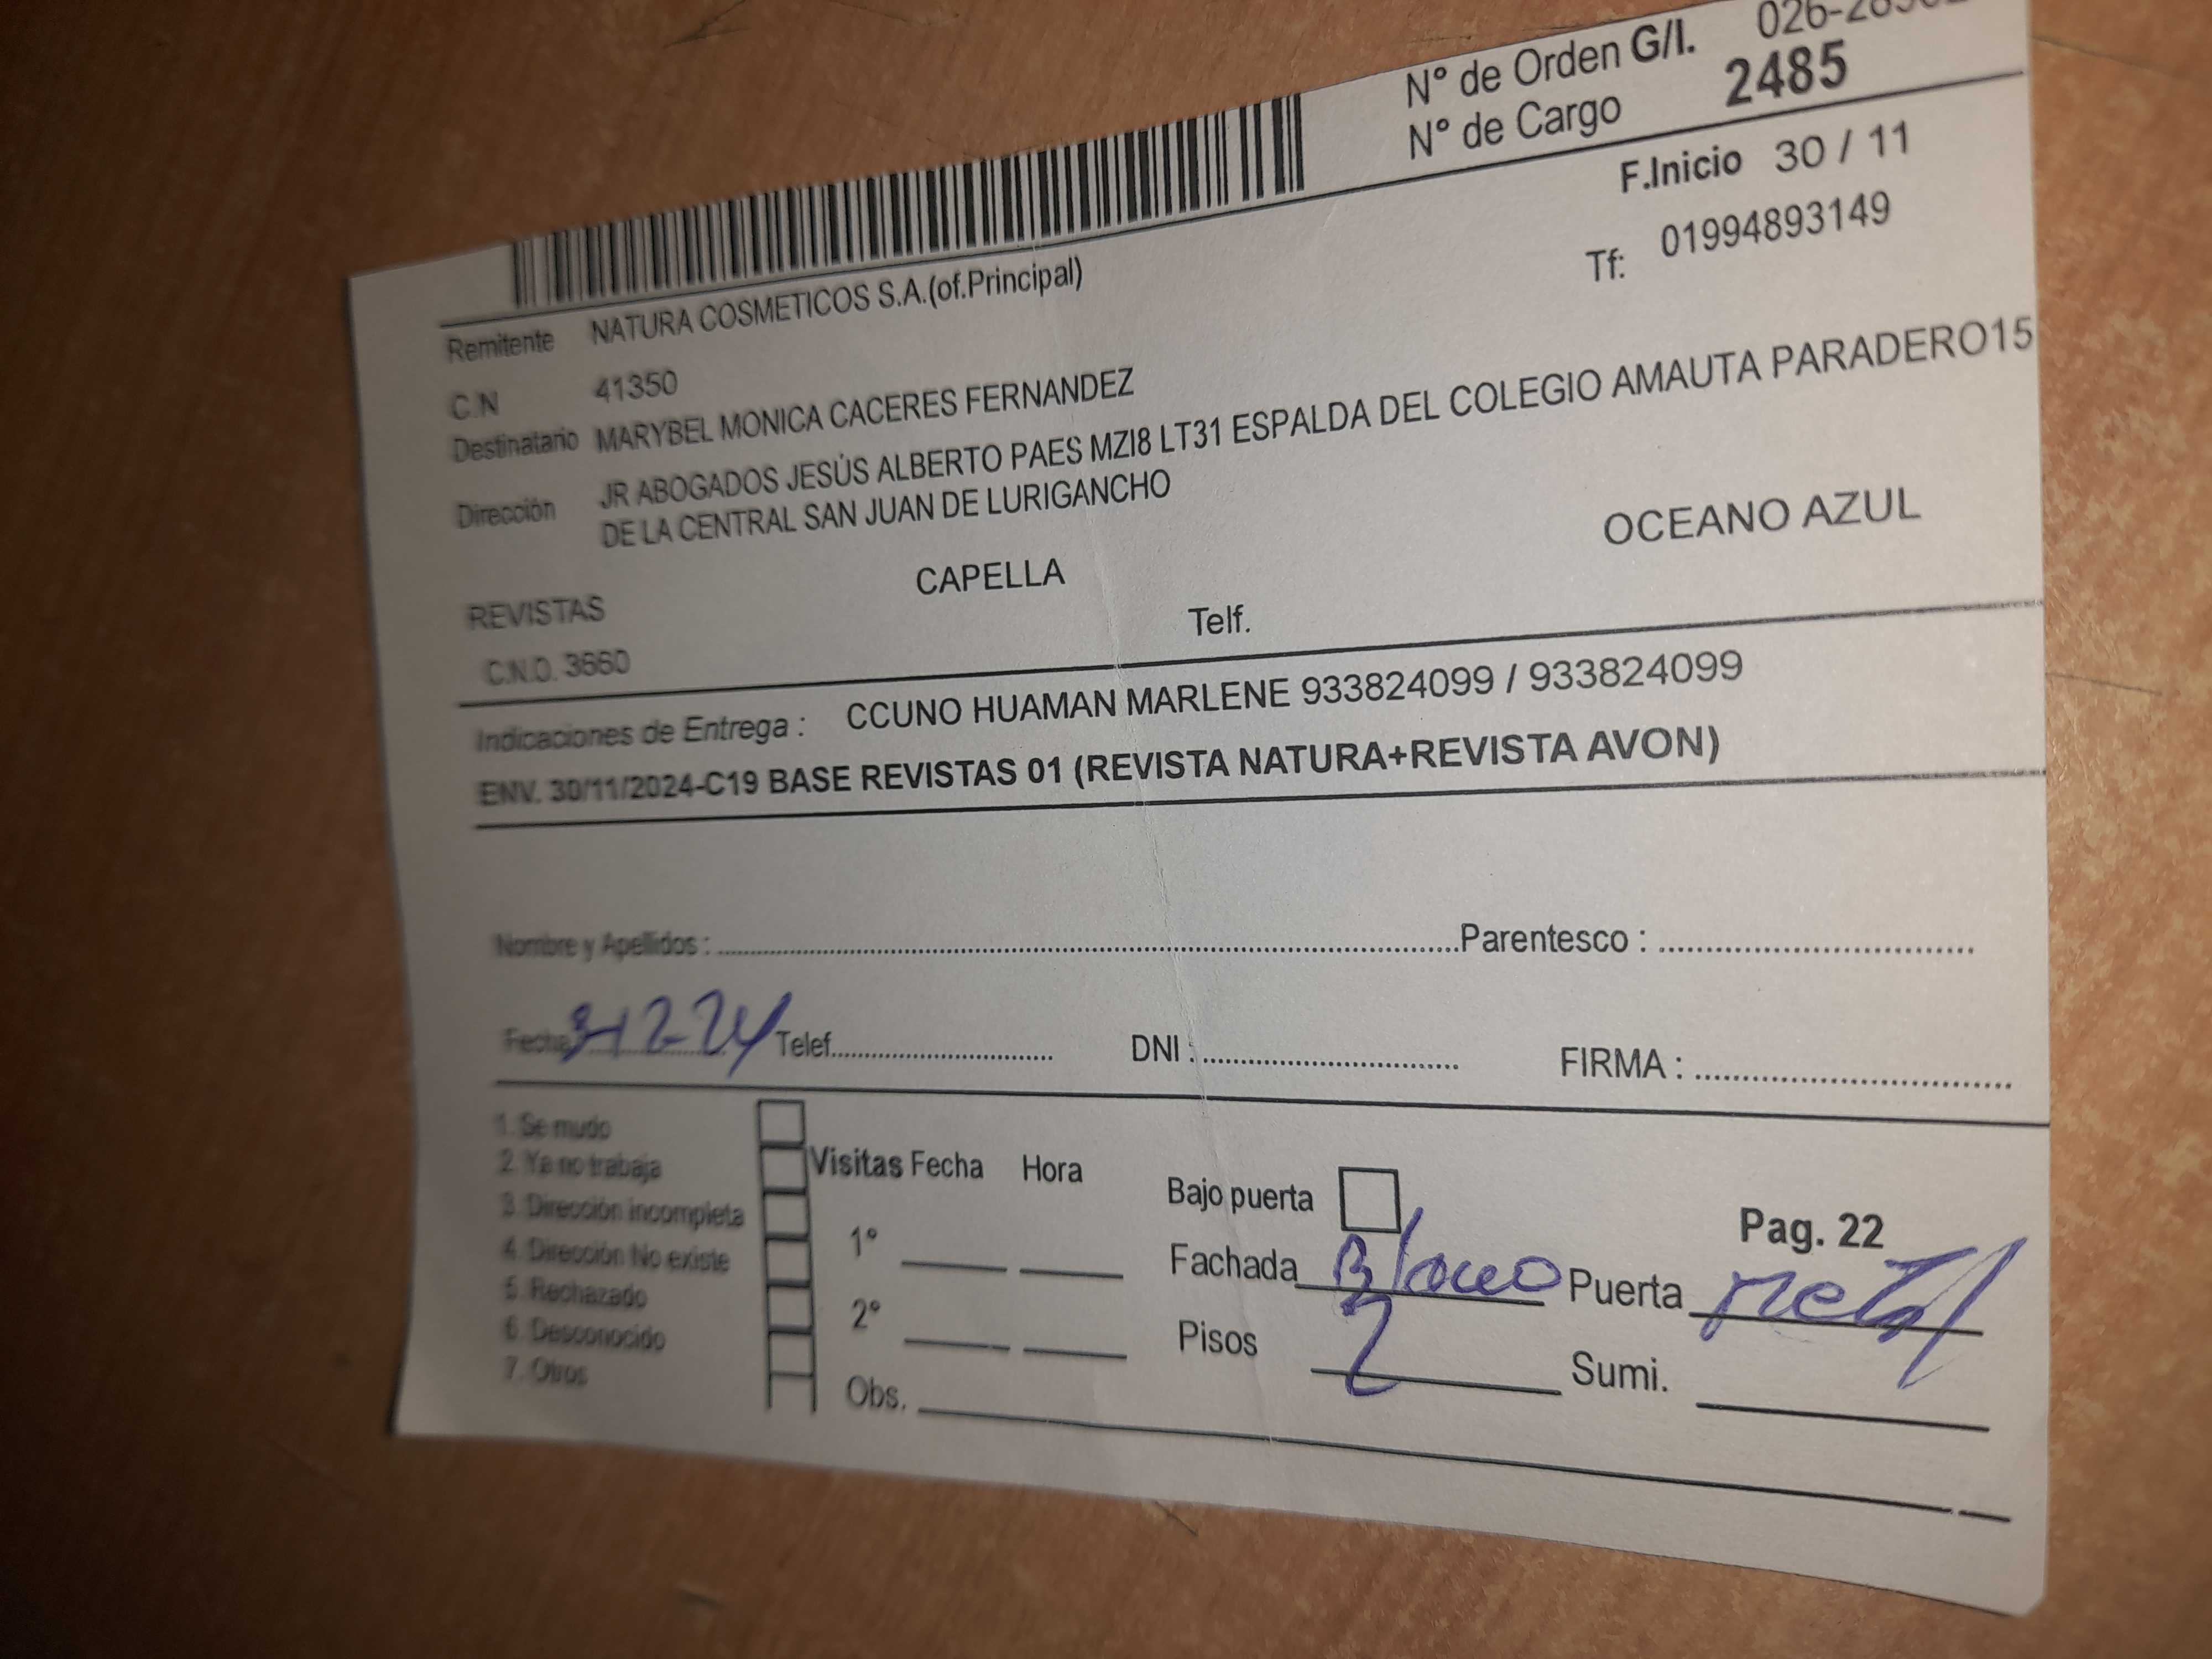 N° de Orden G/I.
N° de Cargo 2485
F.Inicio 30 / 11
Remitente NATURA COSMETICOS S.A.(of.Principal) Tf: 01994893149
C.N 41350
Destinatario MARYBEL MONICA CACERES FERNANDEZ
Dirección JR ABOGADOS JESÚS ALBERTO PAES MZI8 LT31 ESPALDA DEL COLEGIO AMAUTA PARADERO15
DE LA CENTRAL SAN JUAN DE LURIGANCHO
REVISTAS CAPELLA OCEANO AZUL
C.N.O. 3660 Telf.
Indicaciones de Entrega : CCUNO HUAMAN MARLENE 933824099 / 933824099
ENV. 30/11/2024-C19 BASE REVISTAS 01 (REVISTA NATURA+REVISTA AVON)
Nombre y Apellidos : Parentesco :
Fecha 3-12-24 Telef. DNI : FIRMA :
1. Se mudo
2. Ya no trabaja
3. Dirección incompleta
4. Dirección No existe
5. Rechazado
6. Desconocido
7. Otros
Visitas Fecha Hora
1°
2°
Obs.
Bajo puerta Pag. 22
Fachada Blanco Puerta Metal
Pisos 2 Sumi.